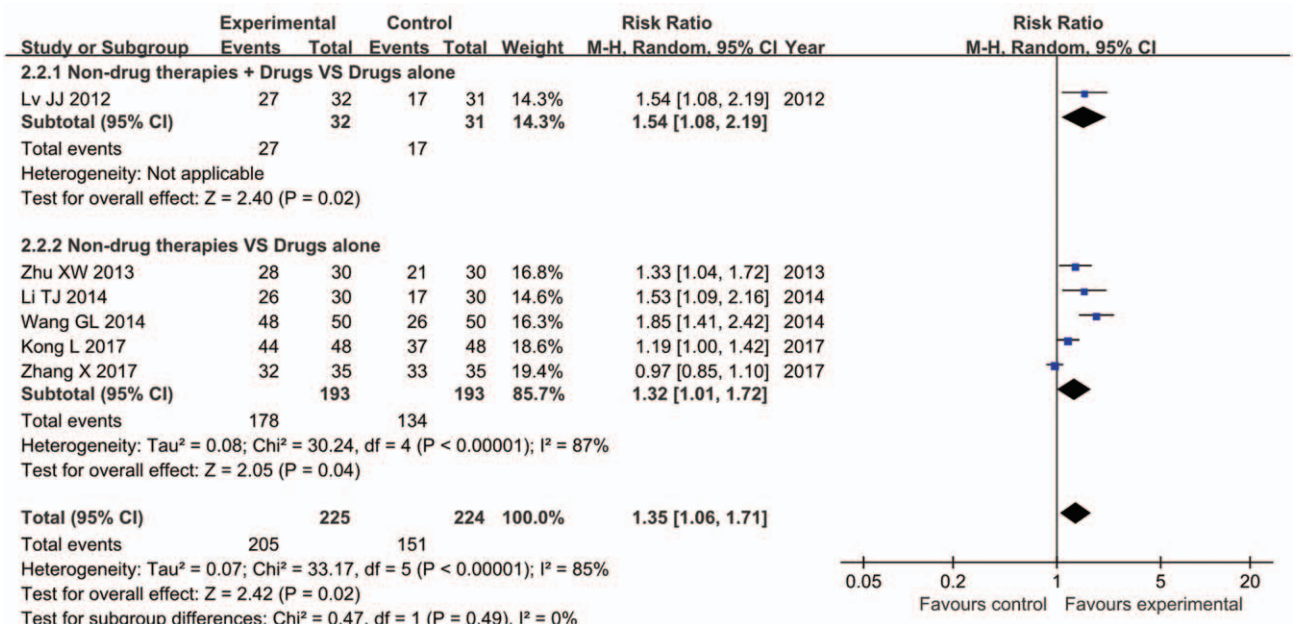 Experimental Control Risk Ratio Risk Ratio
Study or Subgroup Events Total Events Total Weight M-H, Random, 95% CI Year M-H, Random, 95% CI
2.2.1 Non-drug therapies + Drugs VS Drugs alone
Lv JJ 2012 27 32 17 31 14.3% 1.54 [1.08, 2.19] 2012
Subtotal (95% CI) 32 31 14.3% 1.54 [1.08, 2.19]
Total events 27 17
Heterogeneity: Not applicable
Test for overall effect: Z = 2.40 (P = 0.02)
2.2.2 Non-drug therapies VS Drugs alone
Zhu XW 2013 28 30 21 30 16.8% 1.33 [1.04, 1.72] 2013
Li TJ 2014 26 30 17 30 14.6% 1.53 [1.09, 2.16] 2014
Wang GL 2014 48 50 26 50 16.3% 1.85 [1.41, 2.42] 2014
Kong L 2017 44 48 37 48 18.6% 1.19 [1.00, 1.42] 2017
Zhang X 2017 32 35 33 35 19.4% 0.97 [0.85, 1.10] 2017
Subtotal (95% CI) 193 193 85.7% 1.32 [1.01, 1.72]
Total events 178 134
Heterogeneity: Tau² = 0.08; Chi² = 30.24, df = 4 (P < 0.00001); I² = 87%
Test for overall effect: Z = 2.05 (P = 0.04)
Total (95% CI) 225 224 100.0% 1.35 [1.06, 1.71]
Total events 205 151
Heterogeneity: Tau² = 0.07; Chi² = 33.17, df = 5 (P < 0.00001); I² = 85%
Test for overall effect: Z = 2.42 (P = 0.02)
Test for subgroup differences: Chi² = 0.47, df = 1 (P = 0.49), I² = 0%
0.05 0.2 1 5 20
Favours control Favours experimental